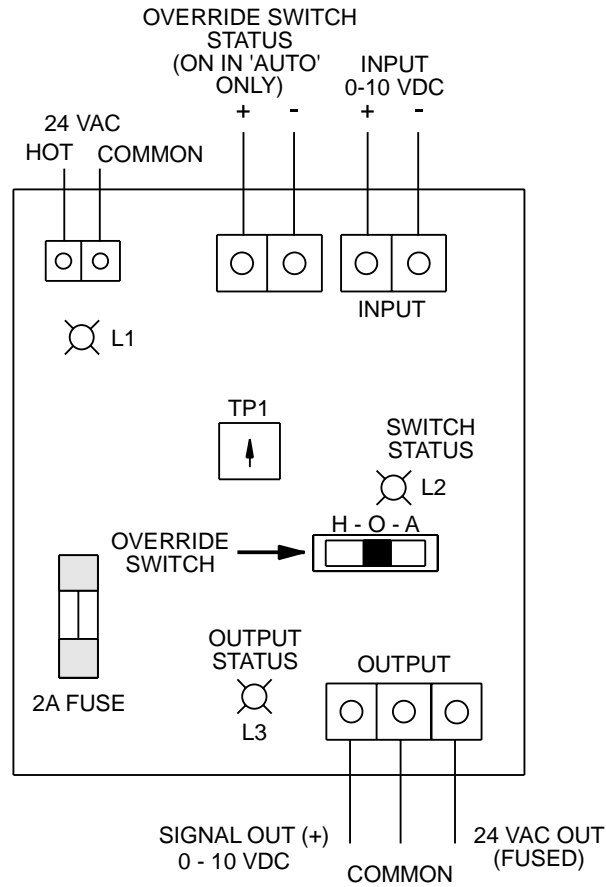 OVERRIDE SWITCH
STATUS
(ON IN 'AUTO'
ONLY)
+ -
INPUT
0-10 VDC
+ -
24 VAC
HOT COMMON
INPUT
L1
TP1
SWITCH
STATUS
L2
H - O - A
OVERRIDE
SWITCH
2A FUSE
OUTPUT
STATUS
L3
OUTPUT
SIGNAL OUT (+)
0 - 10 VDC
COMMON
24 VAC OUT
(FUSED)